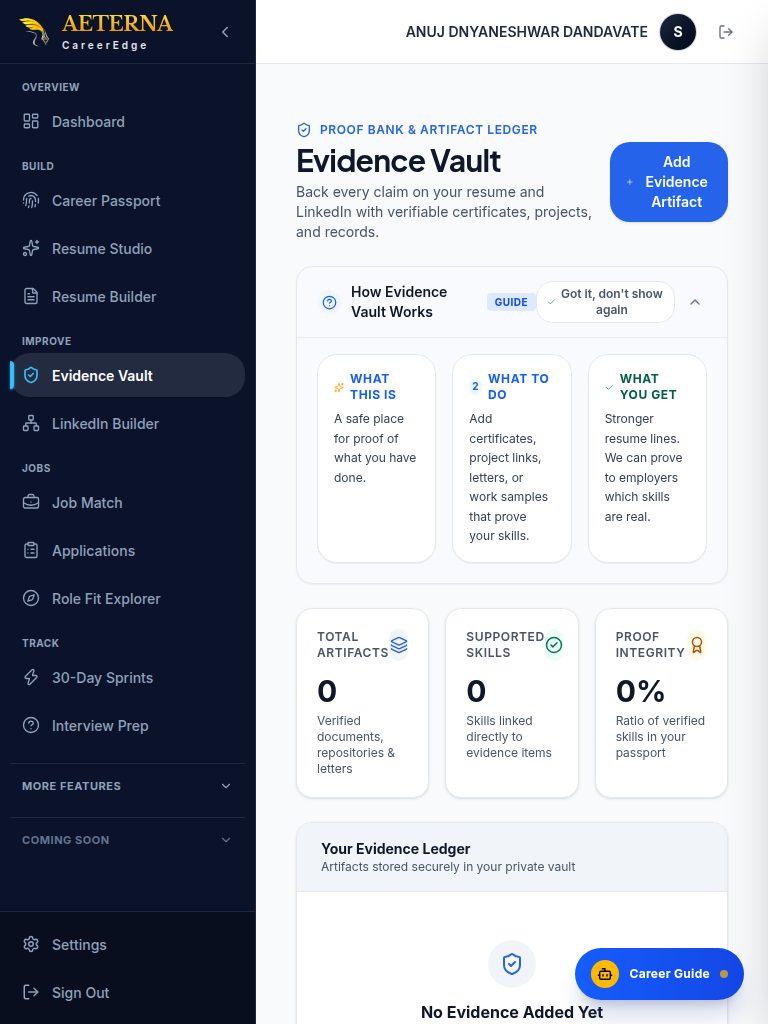 AETERNA
CareerEdge
OVERVIEW
Dashboard
BUILD
Career Passport
Resume Studio
Resume Builder
IMPROVE
Evidence Vault
LinkedIn Builder
JOBS
Job Match
Applications
Role Fit Explorer
TRACK
30-Day Sprints
Interview Prep
MORE FEATURES
COMING SOON
Settings
Sign Out
ANUJ DNYANESHWAR DANDAVATE
S
PROOF BANK & ARTIFACT LEDGER
Evidence Vault
Back every claim on your resume and
LinkedIn with verifiable certificates, projects,
and records.
Add
Evidence
Artifact
How Evidence
Vault Works
GUIDE
Got it, don't show
again
WHAT
THIS IS
A safe place
for proof of
what you have
done.
2
WHAT TO
DO
Add
certificates,
project links,
letters, or
work samples
that prove
your skills.
WHAT
YOU GET
Stronger
resume lines.
We can prove
to employers
which skills
are real.
TOTAL
ARTIFACTS
0
Verified
documents,
repositories &
letters
SUPPORTED
SKILLS
0
Skills linked
directly to
evidence items
PROOF
INTEGRITY
0%
Ratio of verified
skills in your
passport
Your Evidence Ledger
Artifacts stored securely in your private vault
No Evidence Added Yet
Career Guide